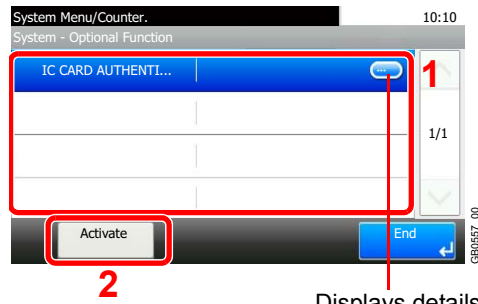 System Menu/Counter. 10:10
System - Optional Function
IC CARD AUTHENTI... ... 1
1/1
Activate End
2
Displays details
GB0557_00